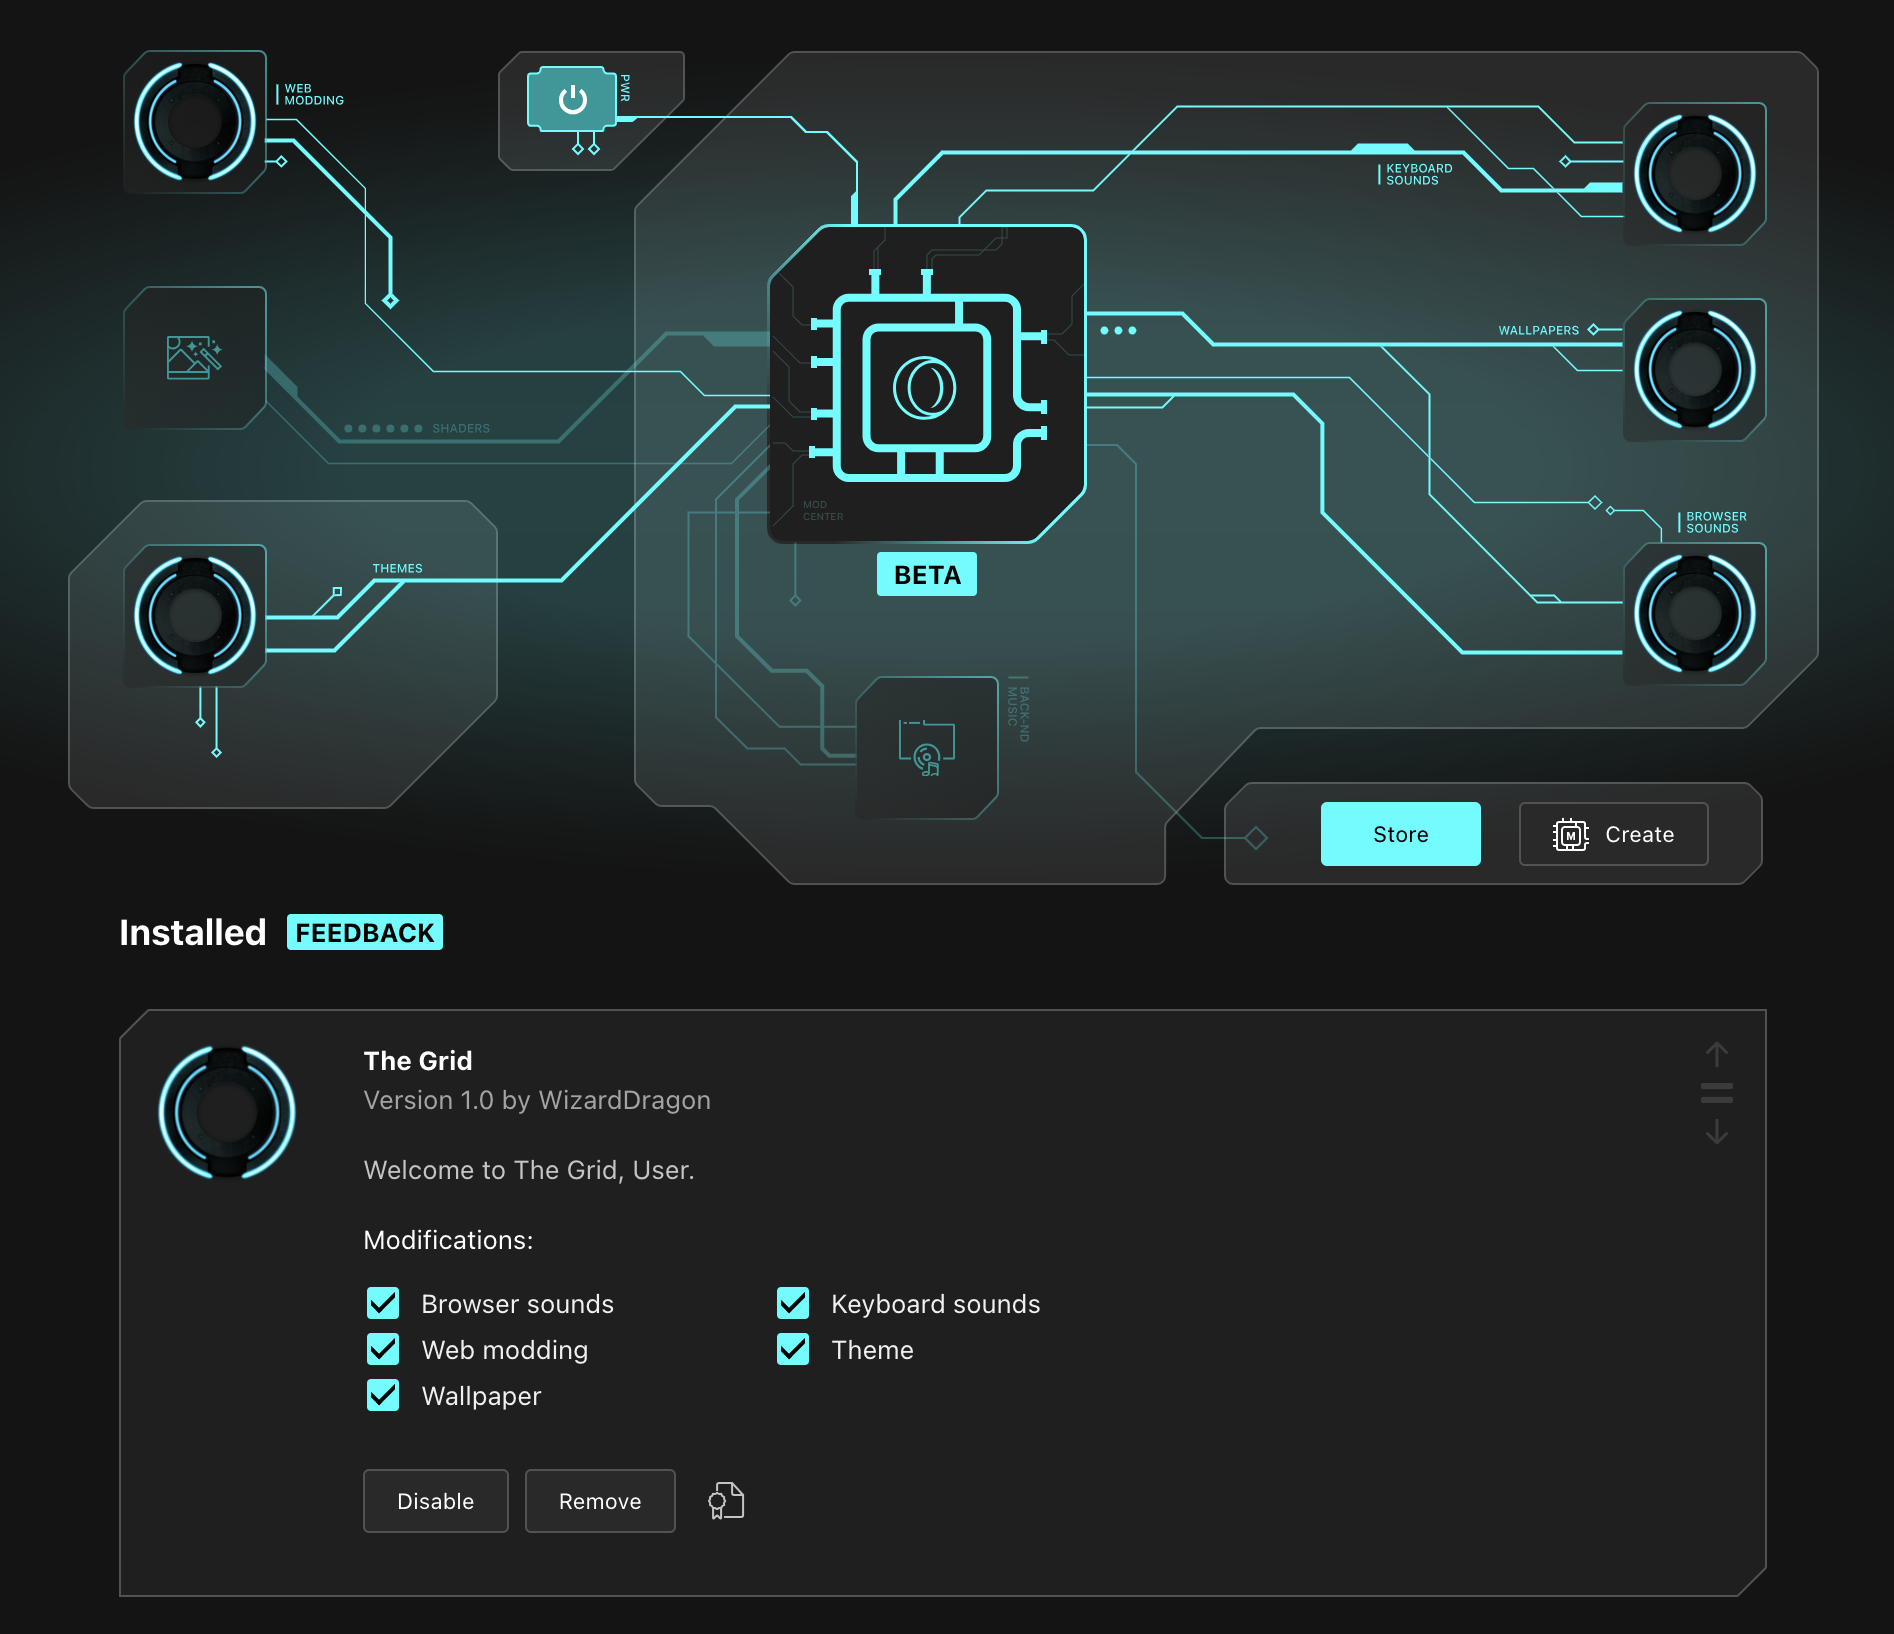 WEB
MODDING
PWR
KEYBOARD
SOUNDS
WALLPAPERS
SHADERS
MOD
CENTER
BROWSER
SOUNDS
THEMES
BETA
BACK-ND
MUSIC
Store
M
Create
Installed
FEEDBACK
The Grid
Version 1.0 by WizardDragon
Welcome to The Grid, User.
Modifications:
Browser sounds
Keyboard sounds
Web modding
Theme
Wallpaper
Disable
Remove